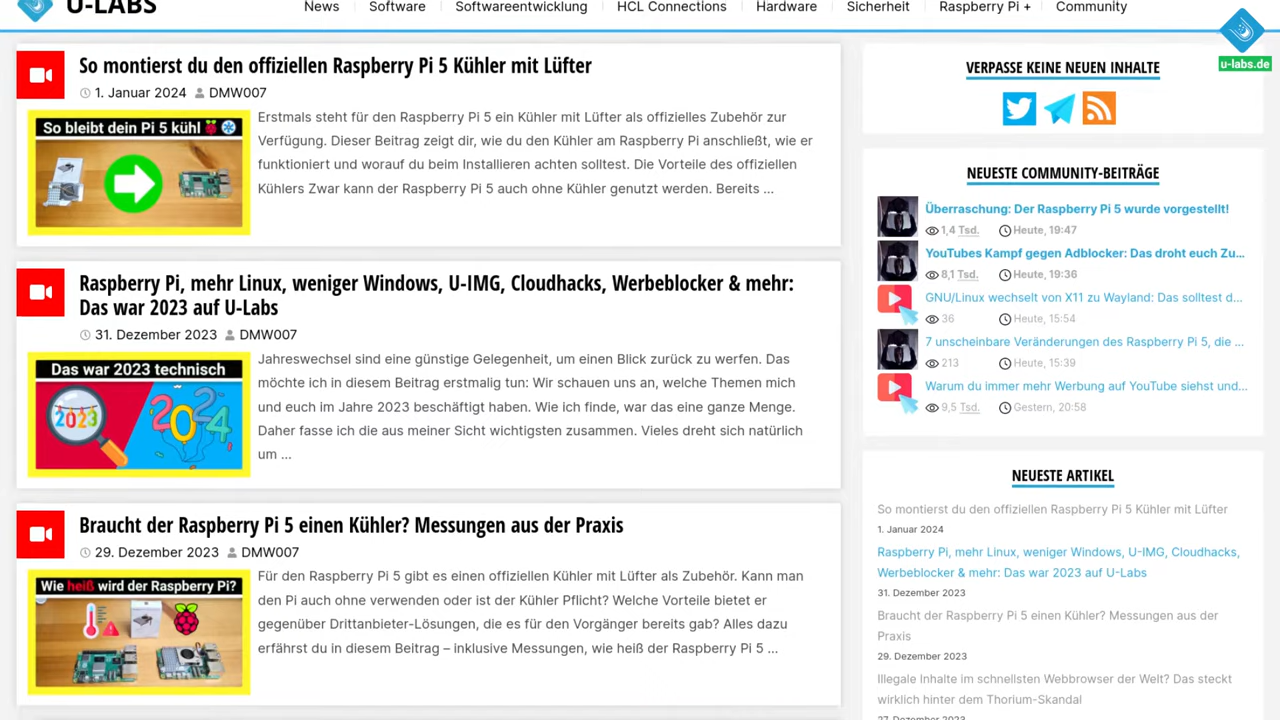 U-LABS
News
Software
Softwareentwicklung
HCL Connections
Hardware
Sicherheit
Raspberry Pi +
Community
u-labs.de
So montierst du den offiziellen Raspberry Pi 5 Kühler mit Lüfter
1. Januar 2024 DMW007
So bleibt dein Pi 5 kühl
Erstmals steht für den Raspberry Pi 5 ein Kühler mit Lüfter als offizielles Zubehör zur
Verfügung. Dieser Beitrag zeigt dir, wie du den Kühler am Raspberry Pi anschließt, wie er
funktioniert und worauf du beim Installieren achten solltest. Die Vorteile des offiziellen
Kühlers Zwar kann der Raspberry Pi 5 auch ohne Kühler genutzt werden. Bereits ...
Raspberry Pi, mehr Linux, weniger Windows, U-IMG, Cloudhacks, Werbeblocker & mehr:
Das war 2023 auf U-Labs
31. Dezember 2023 DMW007
Das war 2023 technisch
2023
2024
Jahreswechsel sind eine günstige Gelegenheit, um einen Blick zurück zu werfen. Das
möchte ich in diesem Beitrag erstmalig tun: Wir schauen uns an, welche Themen mich
und euch im Jahre 2023 beschäftigt haben. Wie ich finde, war das eine ganze Menge.
Daher fasse ich die aus meiner Sicht wichtigsten zusammen. Vieles dreht sich natürlich
um ...
Braucht der Raspberry Pi 5 einen Kühler? Messungen aus der Praxis
29. Dezember 2023 DMW007
Wie heiß wird der Raspberry Pi?
Für den Raspberry Pi 5 gibt es einen offiziellen Kühler mit Lüfter als Zubehör. Kann man
den Pi auch ohne verwenden oder ist der Kühler Pflicht? Welche Vorteile bietet er
gegenüber Drittanbieter-Lösungen, die es für den Vorgänger bereits gab? Alles dazu
erfährst du in diesem Beitrag – inklusive Messungen, wie heiß der Raspberry Pi 5 ...
VERPASSE KEINE NEUEN INHALTE
NEUESTE COMMUNITY-BEITRÄGE
Überraschung: Der Raspberry Pi 5 wurde vorgestellt!
1,4 Tsd. Heute, 19:47
YouTubes Kampf gegen Adblocker: Das droht euch Zu...
8,1 Tsd. Heute, 19:36
GNU/Linux wechselt von X11 zu Wayland: Das solltest d...
36 Heute, 15:54
7 unscheinbare Veränderungen des Raspberry Pi 5, die ...
213 Heute, 15:39
Warum du immer mehr Werbung auf YouTube siehst und...
9,5 Tsd. Gestern, 20:58
NEUESTE ARTIKEL
So montierst du den offiziellen Raspberry Pi 5 Kühler mit Lüfter
1. Januar 2024
Raspberry Pi, mehr Linux, weniger Windows, U-IMG, Cloudhacks,
Werbeblocker & mehr: Das war 2023 auf U-Labs
31. Dezember 2023
Braucht der Raspberry Pi 5 einen Kühler? Messungen aus der
Praxis
29. Dezember 2023
Illegale Inhalte im schnellsten Webbrowser der Welt? Das steckt
wirklich hinter dem Thorium-Skandal
27. Dezember 2023